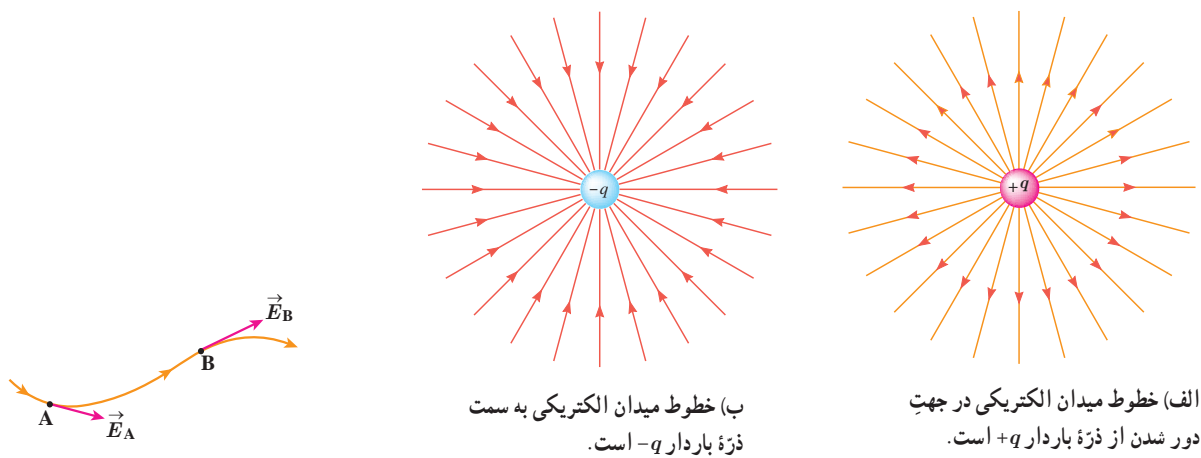 +q
الف) خطوط میدان الکتریکی در جهتِ
دور شدن از ذرّهٔ باردار q+ است.
−q
ب) خطوط میدان الکتریکی به سمت
ذرّهٔ باردار q− است.
E⃗B
B
A
E⃗A